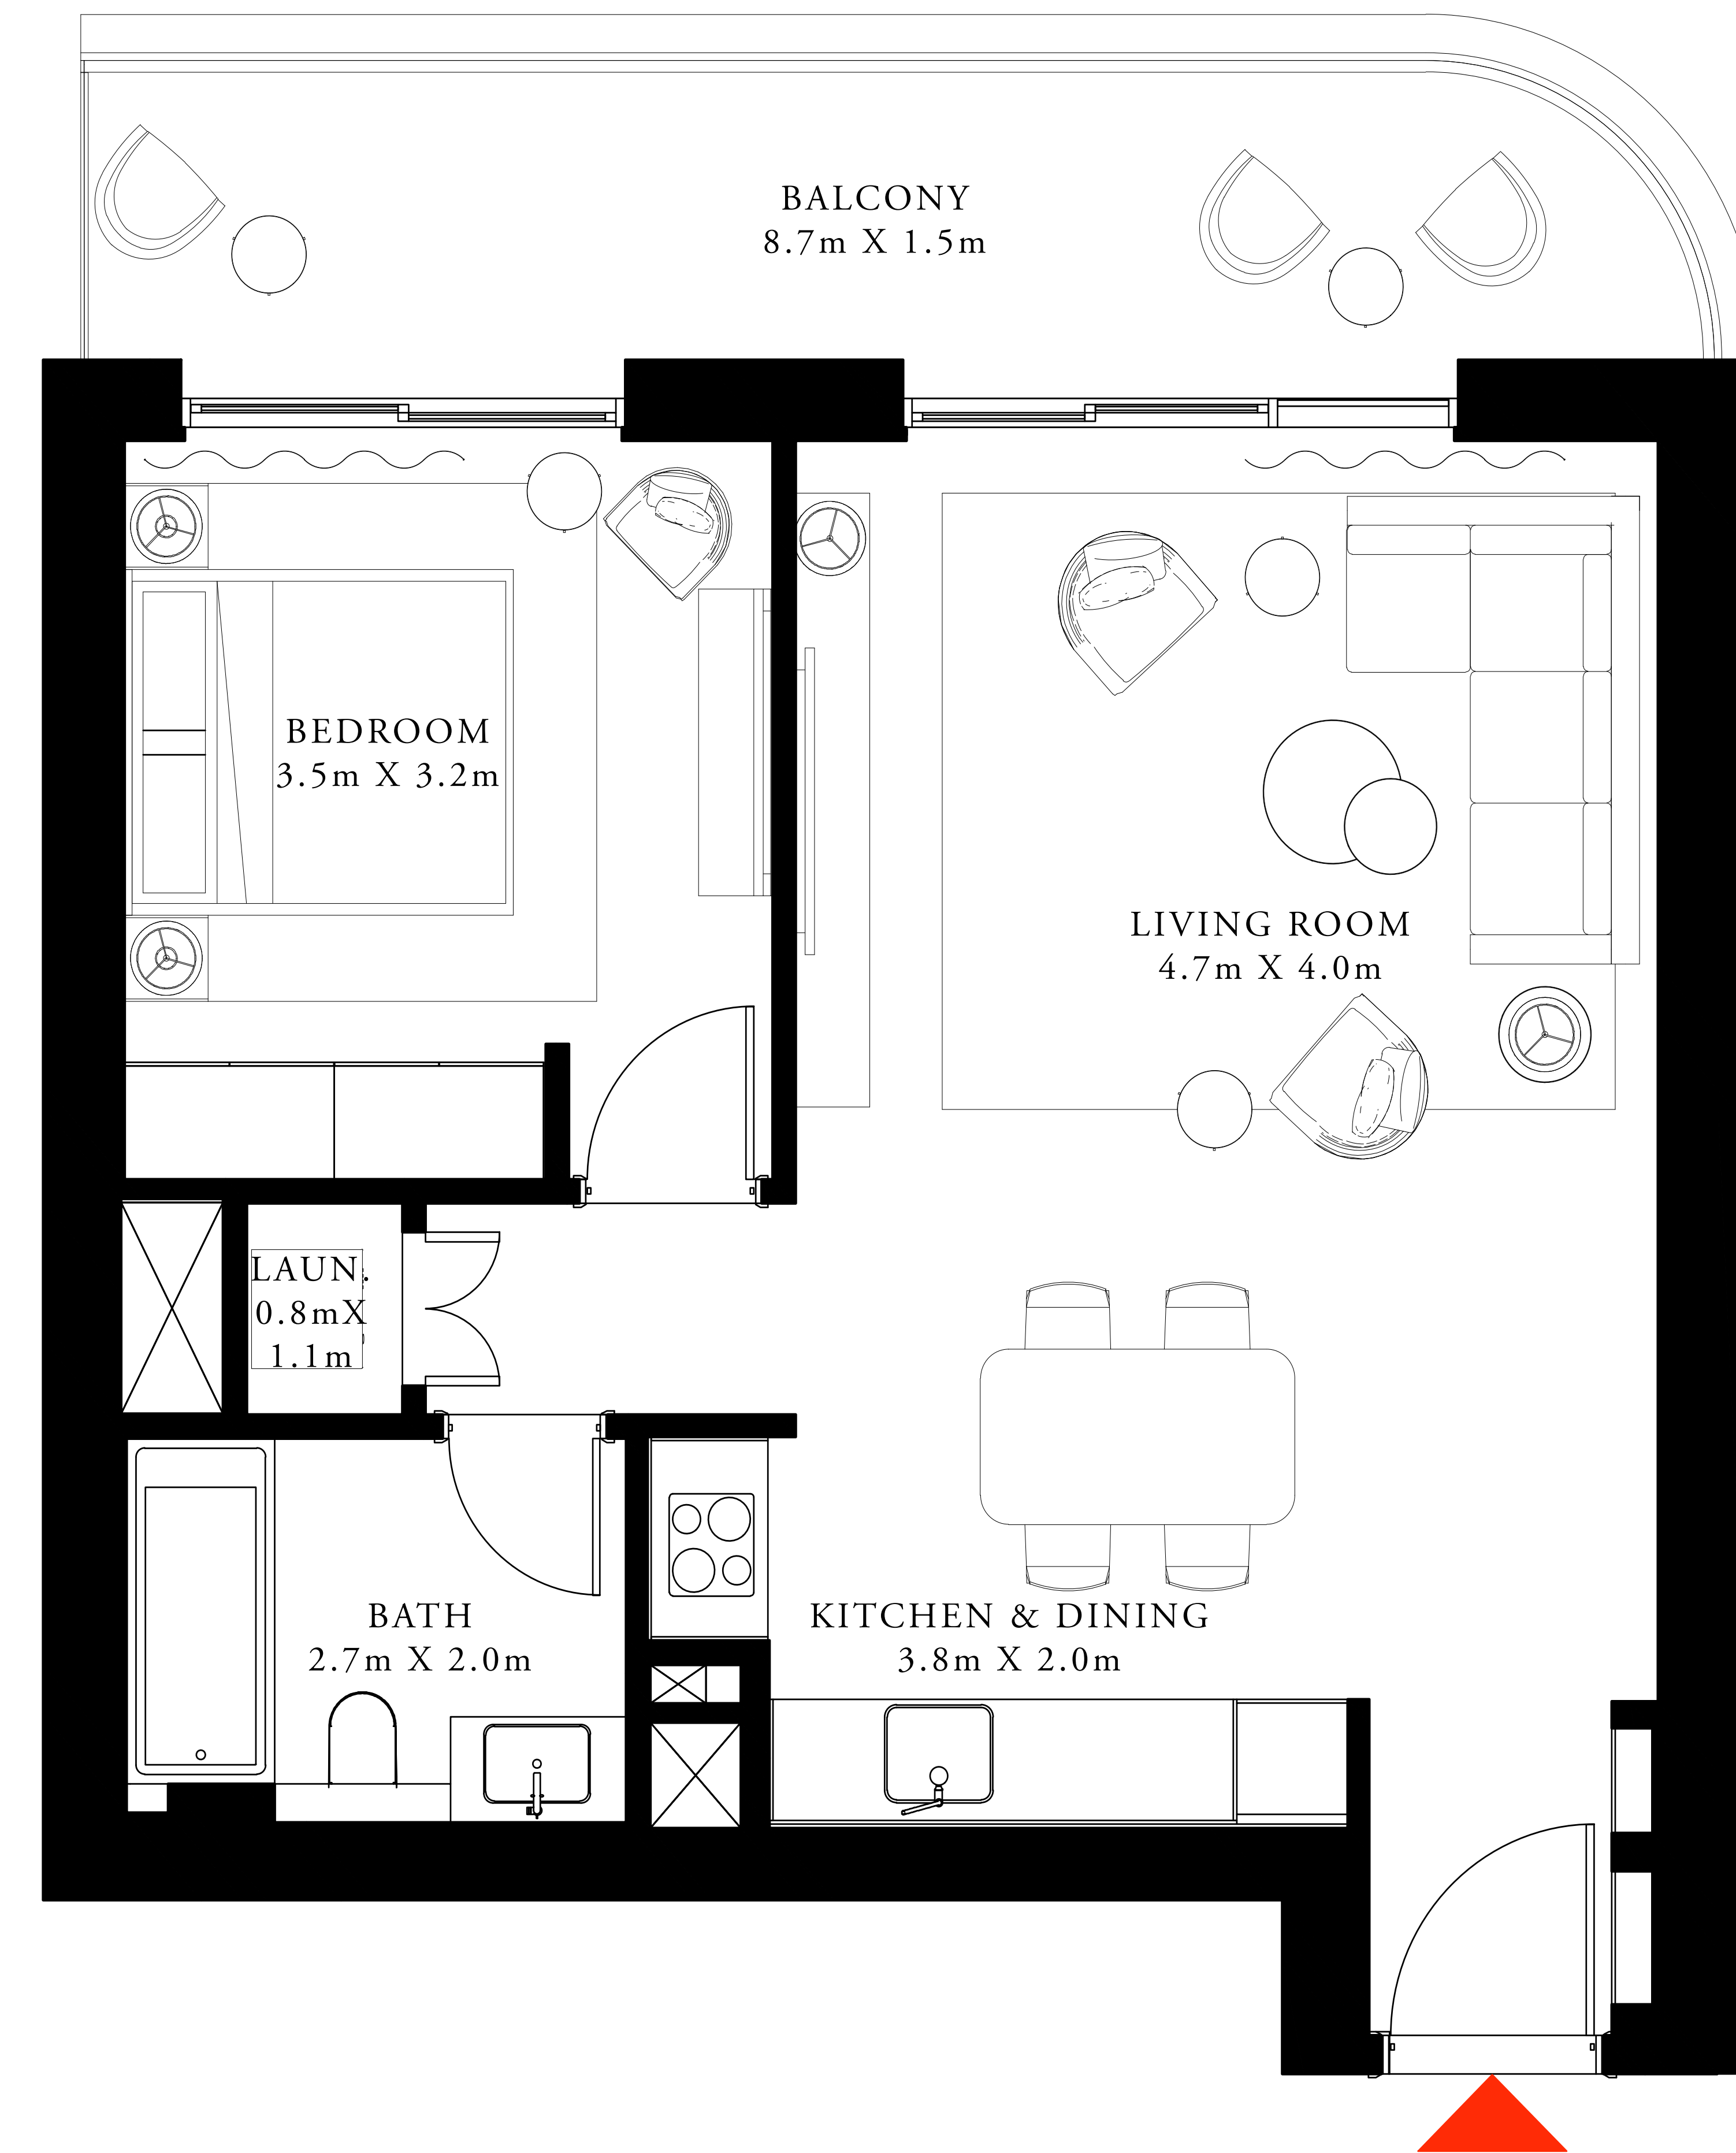 BALCONY
8.7m X 1.5m
BEDROOM
3.5m X 3.2m
LIVING ROOM
4.7m X 4.0m
LAUN.
0.8mX
1.1m
BATH
2.7m X 2.0m
KITCHEN & DINING
3.8m X 2.0m